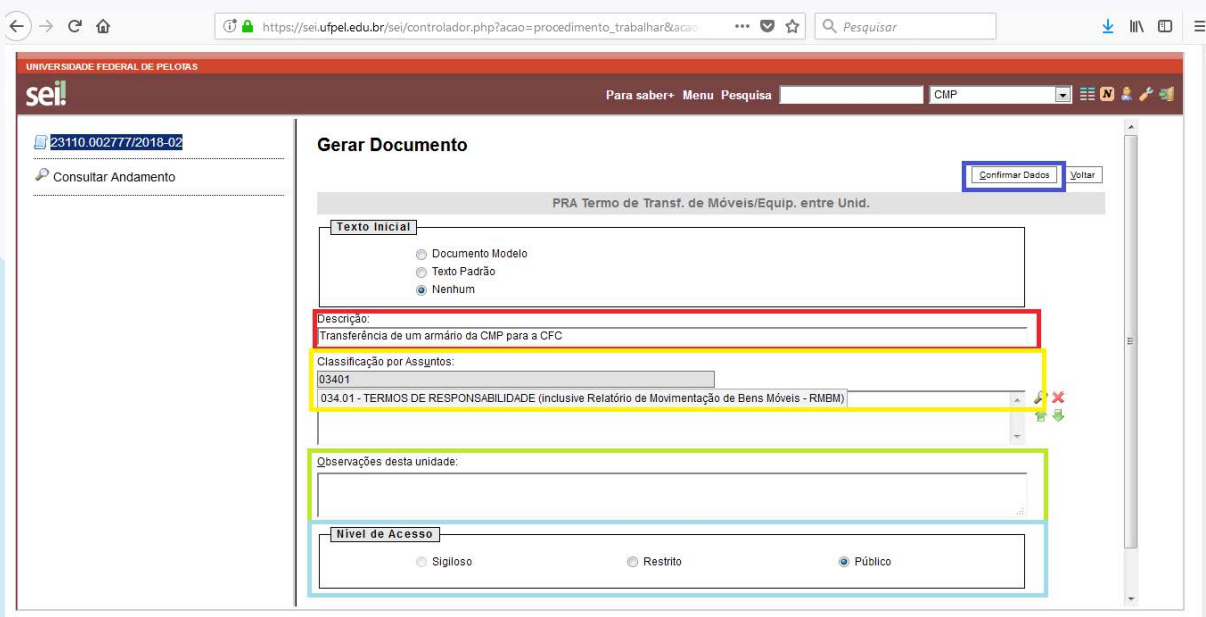 https://sei.ufpel.edu.br/sei/controlador.php?acao=procedimento_trabalhar&acao
Pesquisar
UNIVERSIDADE FEDERAL DE PELOTAS
sei!
Para saber+ Menu Pesquisa
CMP
N
23110.002777/2018-02
Consultar Andamento
Gerar Documento
Confirmar Dados
Voltar
PRA Termo de Transf. de Móveis/Equip. entre Unid.
Texto Inicial
Documento Modelo
Texto Padrão
Nenhum
Descrição:
Transferência de um armário da CMP para a CFC
Classificação por Assuntos:
03401
034.01 - TERMOS DE RESPONSABILIDADE (inclusive Relatório de Movimentação de Bens Móveis - RMBM)
Observações desta unidade:
Nível de Acesso
Sigiloso
Restrito
Público